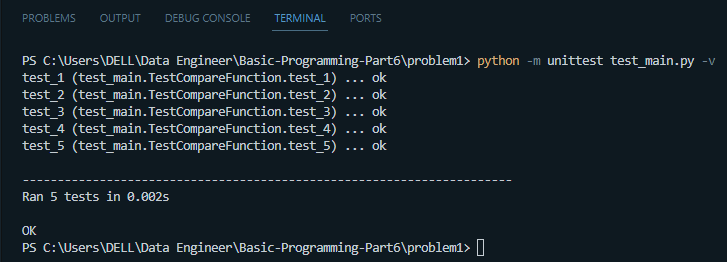 PROBLEMS OUTPUT DEBUG CONSOLE TERMINAL PORTS
PS C:\Users\DELL\Data Engineer\Basic-Programming-Part6\problem1> python -m unittest test_main.py -v
test_1 (test_main.TestCompareFunction.test_1) ... ok
test_2 (test_main.TestCompareFunction.test_2) ... ok
test_3 (test_main.TestCompareFunction.test_3) ... ok
test_4 (test_main.TestCompareFunction.test_4) ... ok
test_5 (test_main.TestCompareFunction.test_5) ... ok
----------------------------------------------------------------------
Ran 5 tests in 0.002s
OK
PS C:\Users\DELL\Data Engineer\Basic-Programming-Part6\problem1>